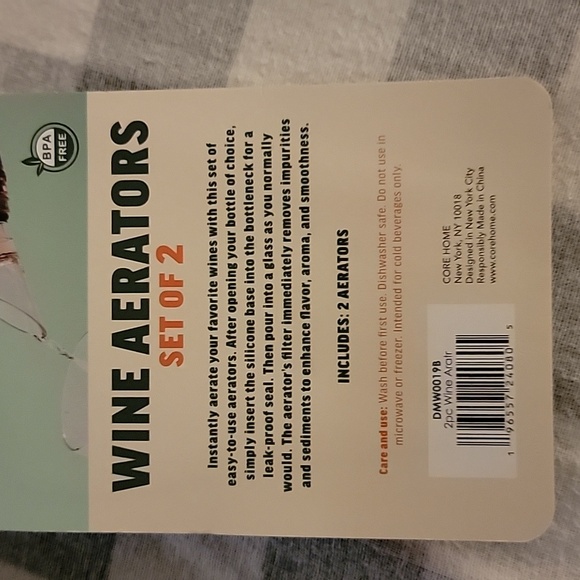 BPA
FREE
WINE AERATORS
SET OF 2
Instantly aerate your favorite wines with this set of
easy-to-use aerators. After opening your bottle of choice,
simply insert the silicone base into the bottleneck for a
leak-proof seal. Then pour into a glass as you normally
would. The aerator's filter immediately removes impurities
and sediments to enhance flavor, aroma, and smoothness.
INCLUDES: 2 AERATORS
Care and use: Wash before first use. Dishwasher safe. Do not use in
microwave or freezer. Intended for cold beverages only.
DMW0019B
2pc Wine Aratr
1 96557 24080 5
CORE HOME
New York, NY 10018
Designed in New York City
Responsibly Made in China
www.corehome.com